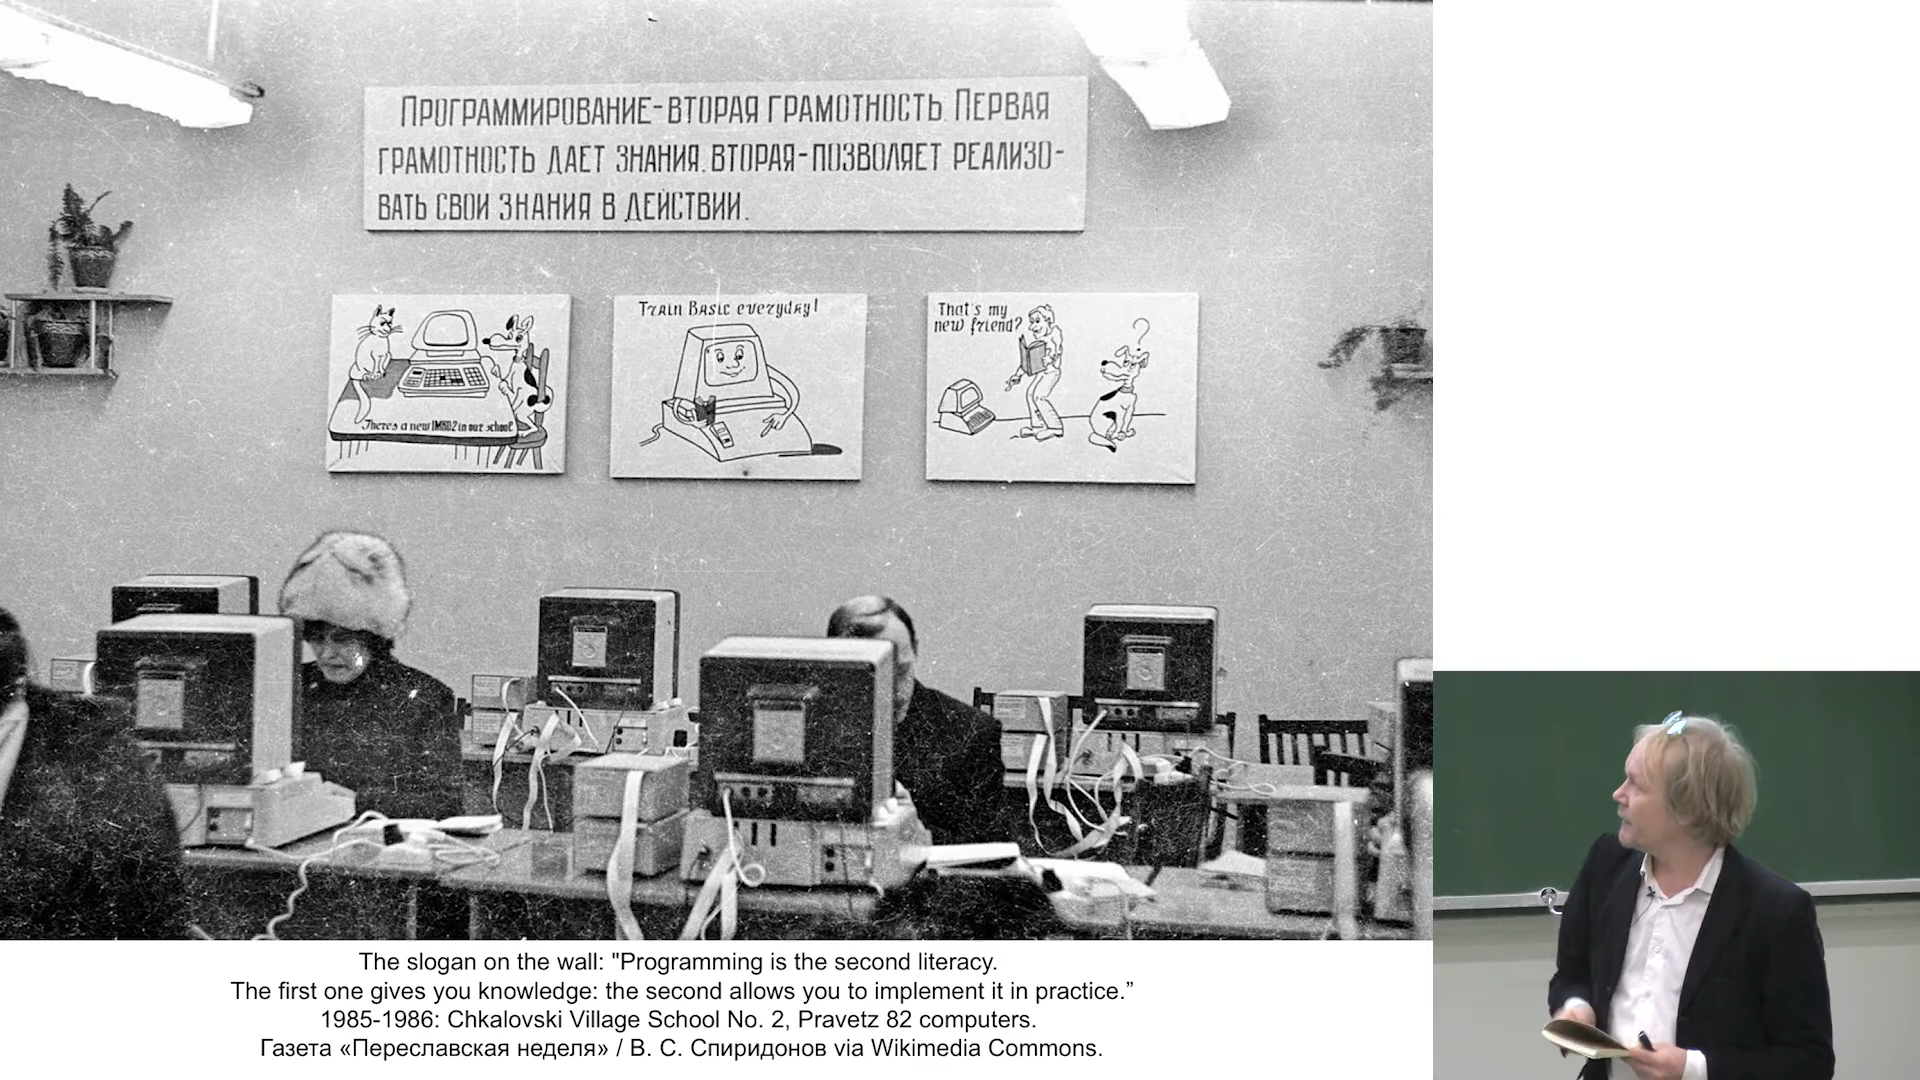 Программирование-вторая грамотность. Первая
грамотность дает знания, вторая-позволяет реализо-
вать свои знания в действии.
There's a new IMKO2 in our school!
Train Basic everyday!
That's my
new friend?
?
The slogan on the wall: "Programming is the second literacy.
The first one gives you knowledge: the second allows you to implement it in practice.”
1985-1986: Chkalovski Village School No. 2, Pravetz 82 computers.
Газета «Переславская неделя» / В. С. Спиридонов via Wikimedia Commons.